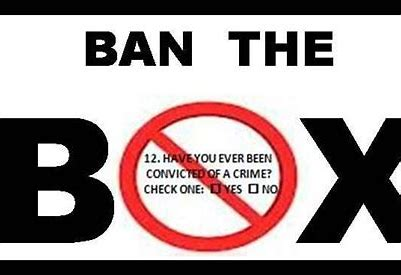 BAN THE
BOX
12. HAVE YOU EVER BEEN
CONVICTED OF A CRIME?
CHECK ONE: ☐ YES ☐ NO